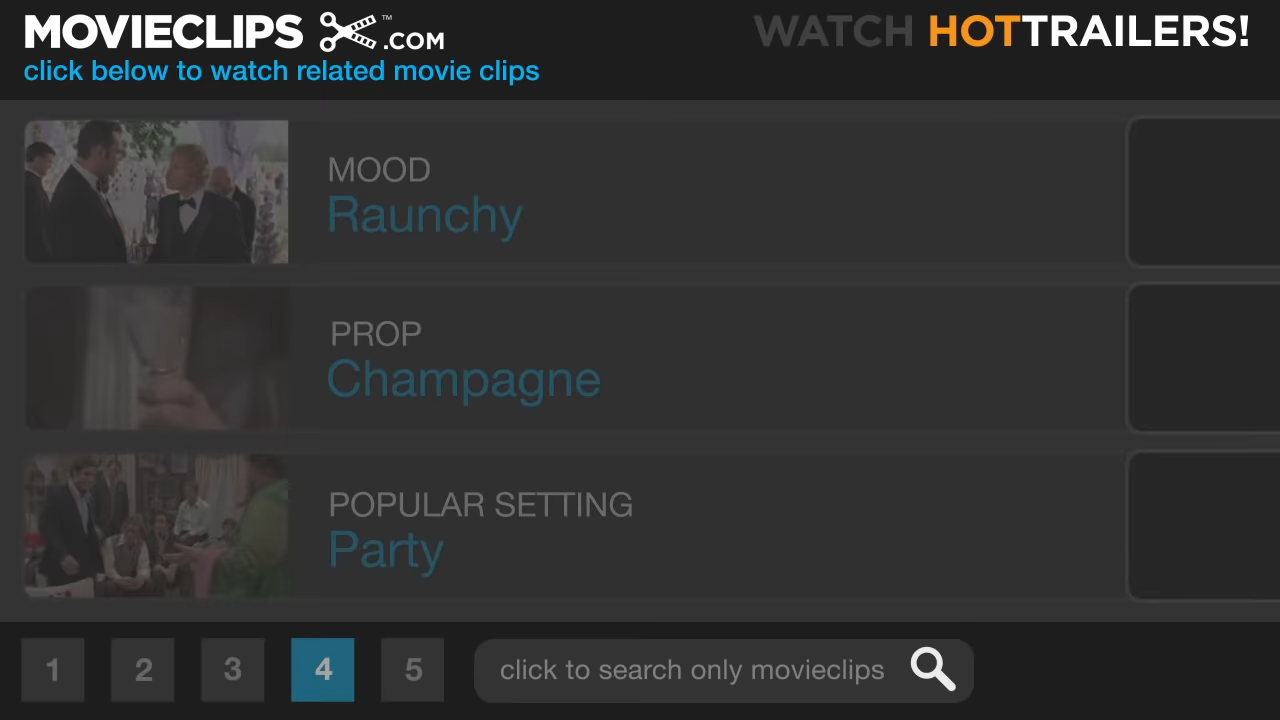 MOVIECLIPS ™ .COM
WATCH HOTTRAILERS!
click below to watch related movie clips
MOOD
Raunchy
PROP
Champagne
POPULAR SETTING
Party
1 2 3 4 5 click to search only movieclips